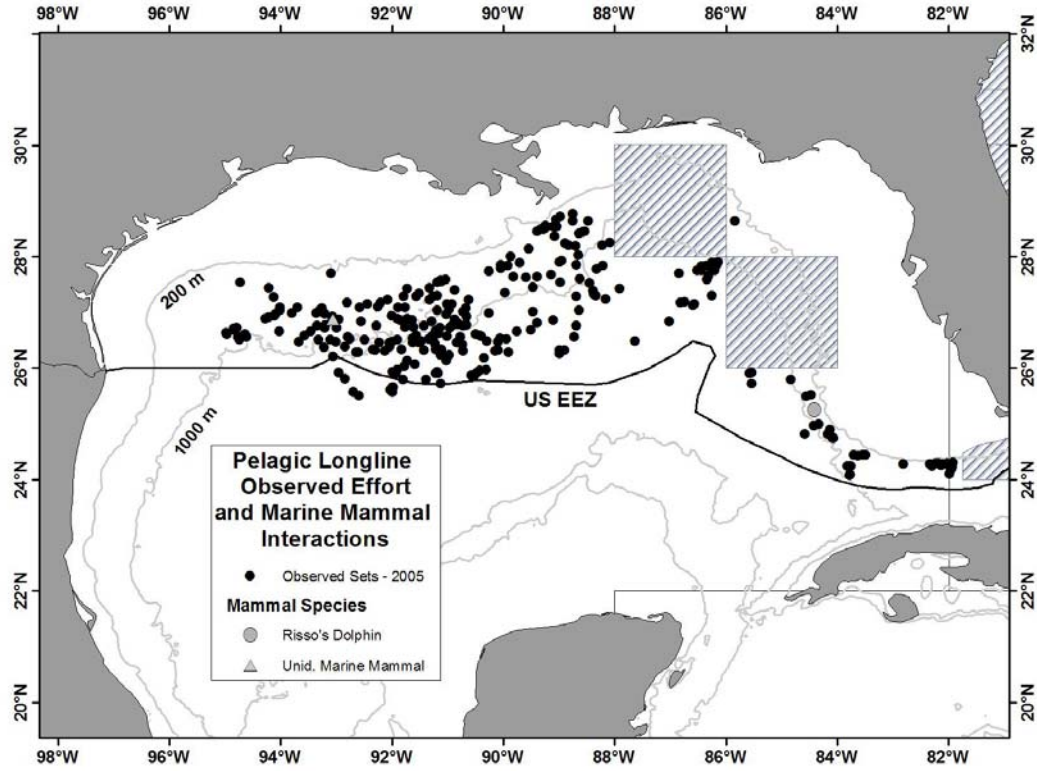 98°W 96°W 94°W 92°W 90°W 88°W 86°W 84°W 82°W
32°N
30°N 30°N
28°N 28°N
200 m
26°N 26°N
US EEZ
1000 m
24°N 24°N
22°N 22°N
20°N 20°N
Pelagic Longline
Observed Effort
and Marine Mammal
Interactions
Observed Sets - 2005
Mammal Species
Risso's Dolphin
Unid. Marine Mammal
98°W 96°W 94°W 92°W 90°W 88°W 86°W 84°W 82°W